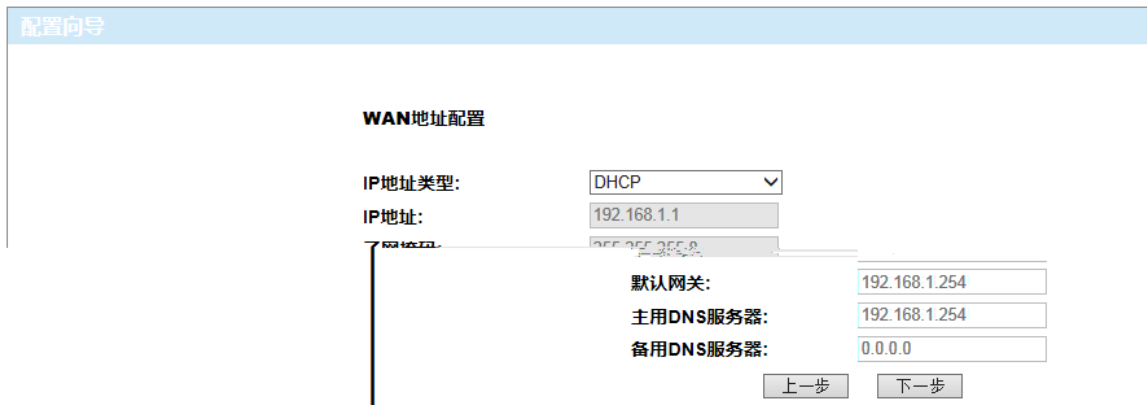 配置向导
WAN地址配置
IP地址类型: DHCP
IP地址: 192.168.1.1
默认网关: 192.168.1.254
主用DNS服务器: 192.168.1.254
备用DNS服务器: 0.0.0.0
上一步 下一步